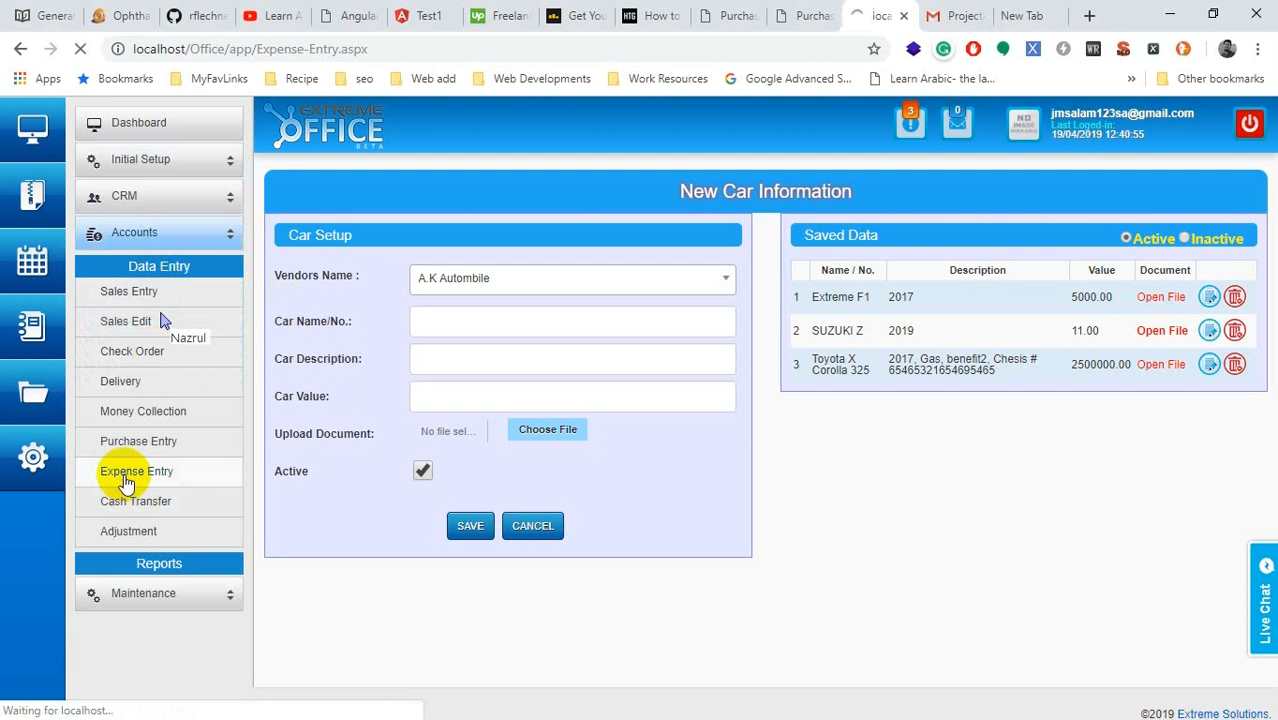 Genera
Ophtha
rflechn
Learn A
Angula
Test1
Freelan
Get You
How to
Purchas
Purcha
loca
Project
New Tab
localhost/Office/app/Expense-Entry.aspx
Apps
Bookmarks
MyFavLinks
Recipe
seo
Web add
Web Developments
Work Resources
Google Advanced S...
Learn Arabic- the la...
»
Other bookmarks
Dashboard
Initial Setup
CRM
Accounts
Data Entry
Sales Entry
Sales Edit
Nazrul
Check Order
Delivery
Money Collection
Purchase Entry
Expense Entry
Cash Transfer
Adjustment
Reports
Maintenance
EXTREME
OFFICE
BETA
3
0
NO IMAGE AVAILABLE
jmsalam123sa@gmail.com
Last Loged-in:
19/04/2019 12:40:55
New Car Information
Car Setup
Vendors Name :
A.K Autombile
Car Name/No.:
Car Description:
Car Value:
Upload Document:
No file sel...
Choose File
Active
SAVE
CANCEL
Saved Data
Active
Inactive
Name / No. Description Value Document
1 Extreme F1 2017 5000.00 Open File
2 SUZUKI Z 2019 11.00 Open File
3 Toyota X Corolla 325 2017, Gas, benefit2, Chesis # 65465321654695465 2500000.00 Open File
Live Chat
Waiting for localhost...
©2019 Extreme Solutions.